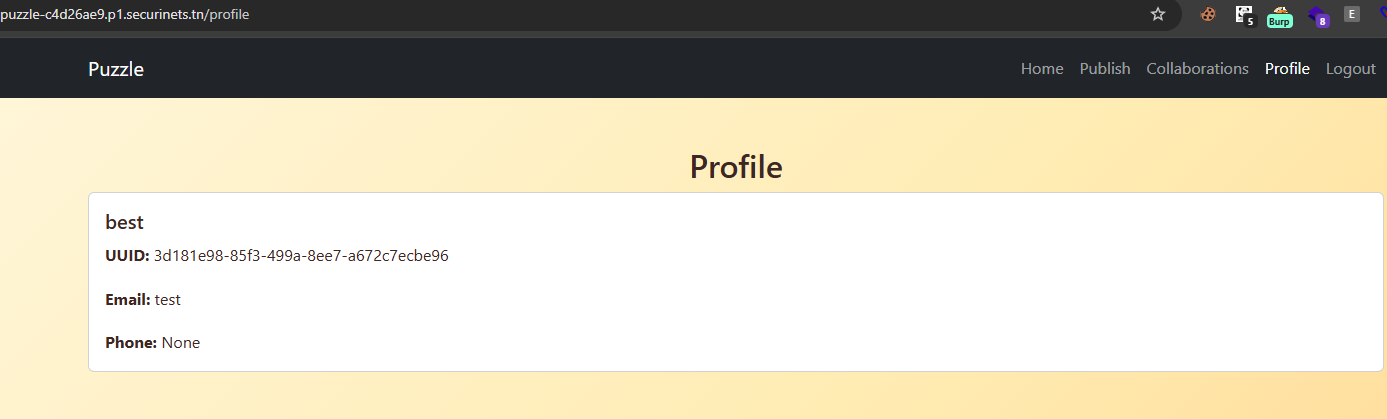 puzzle-c4d26ae9.p1.securinets.tn/profile
5 Burp 8 E
Puzzle Home Publish Collaborations Profile Logout
Profile
best
UUID: 3d181e98-85f3-499a-8ee7-a672c7ecbe96
Email: test
Phone: None